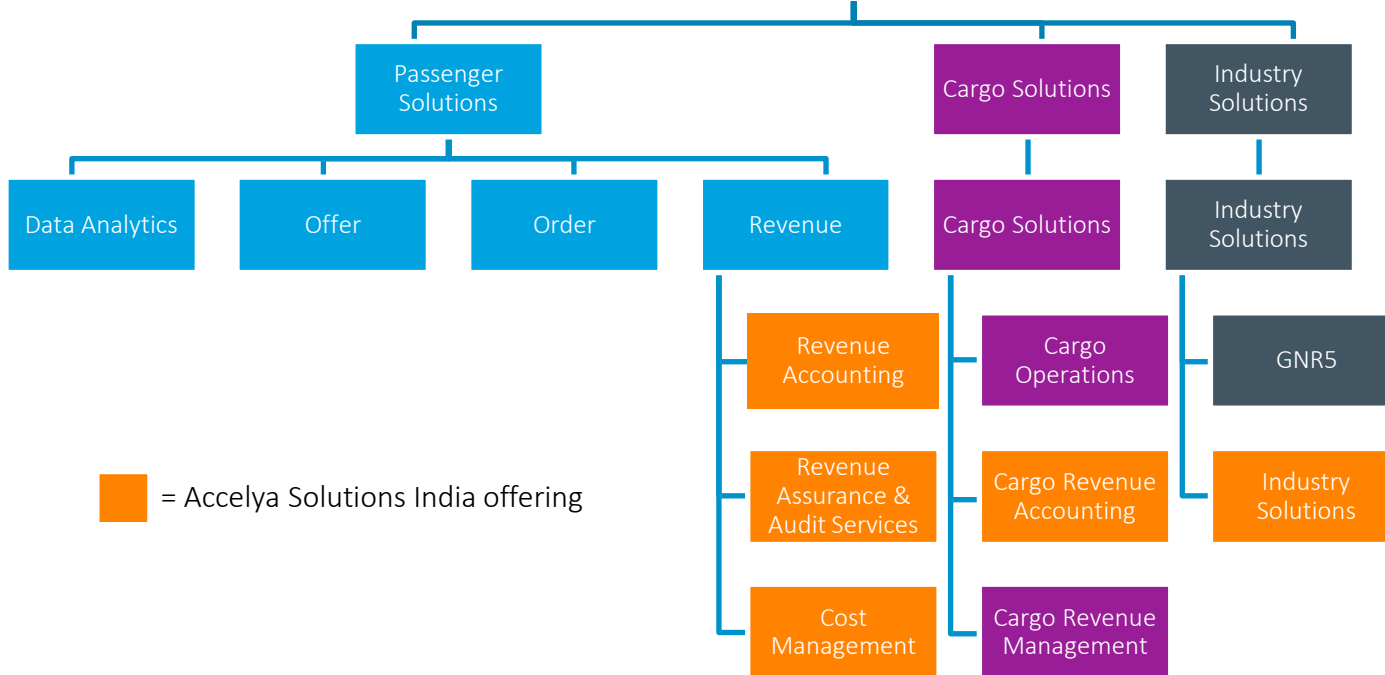 Passenger
Solutions
Cargo Solutions
Industry
Solutions
Data Analytics
Offer
Order
Revenue
Cargo Solutions
Industry
Solutions
Revenue
Accounting
Cargo
Operations
GNR5
Revenue
Assurance &
Audit Services
Cargo Revenue
Accounting
Industry
Solutions
= Accelya Solutions India offering
Cost
Management
Cargo Revenue
Management